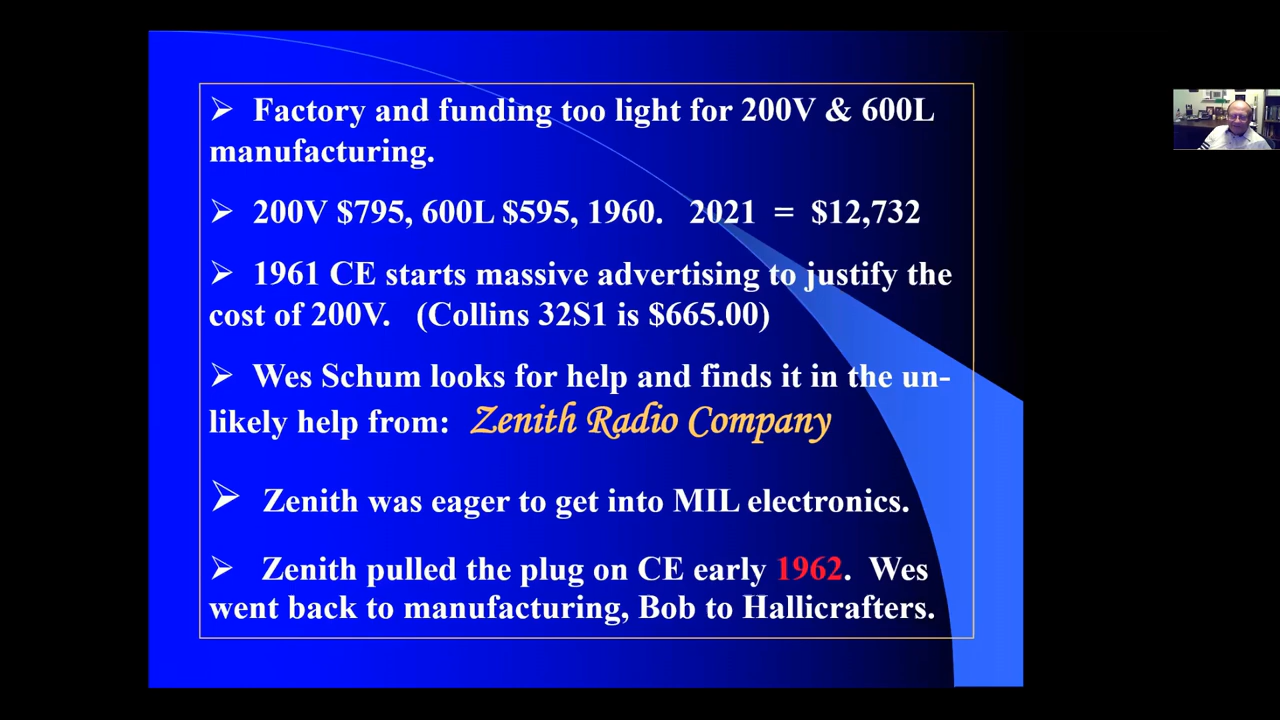 ➢ Factory and funding too light for 200V & 600L
manufacturing.
➢ 200V $795, 600L $595, 1960. 2021 = $12,732
➢ 1961 CE starts massive advertising to justify the
cost of 200V. (Collins 32S1 is $665.00)
➢ Wes Schum looks for help and finds it in the un-
likely help from: Zenith Radio Company
➢ Zenith was eager to get into MIL electronics.
➢ Zenith pulled the plug on CE early 1962. Wes
went back to manufacturing, Bob to Hallicrafters.